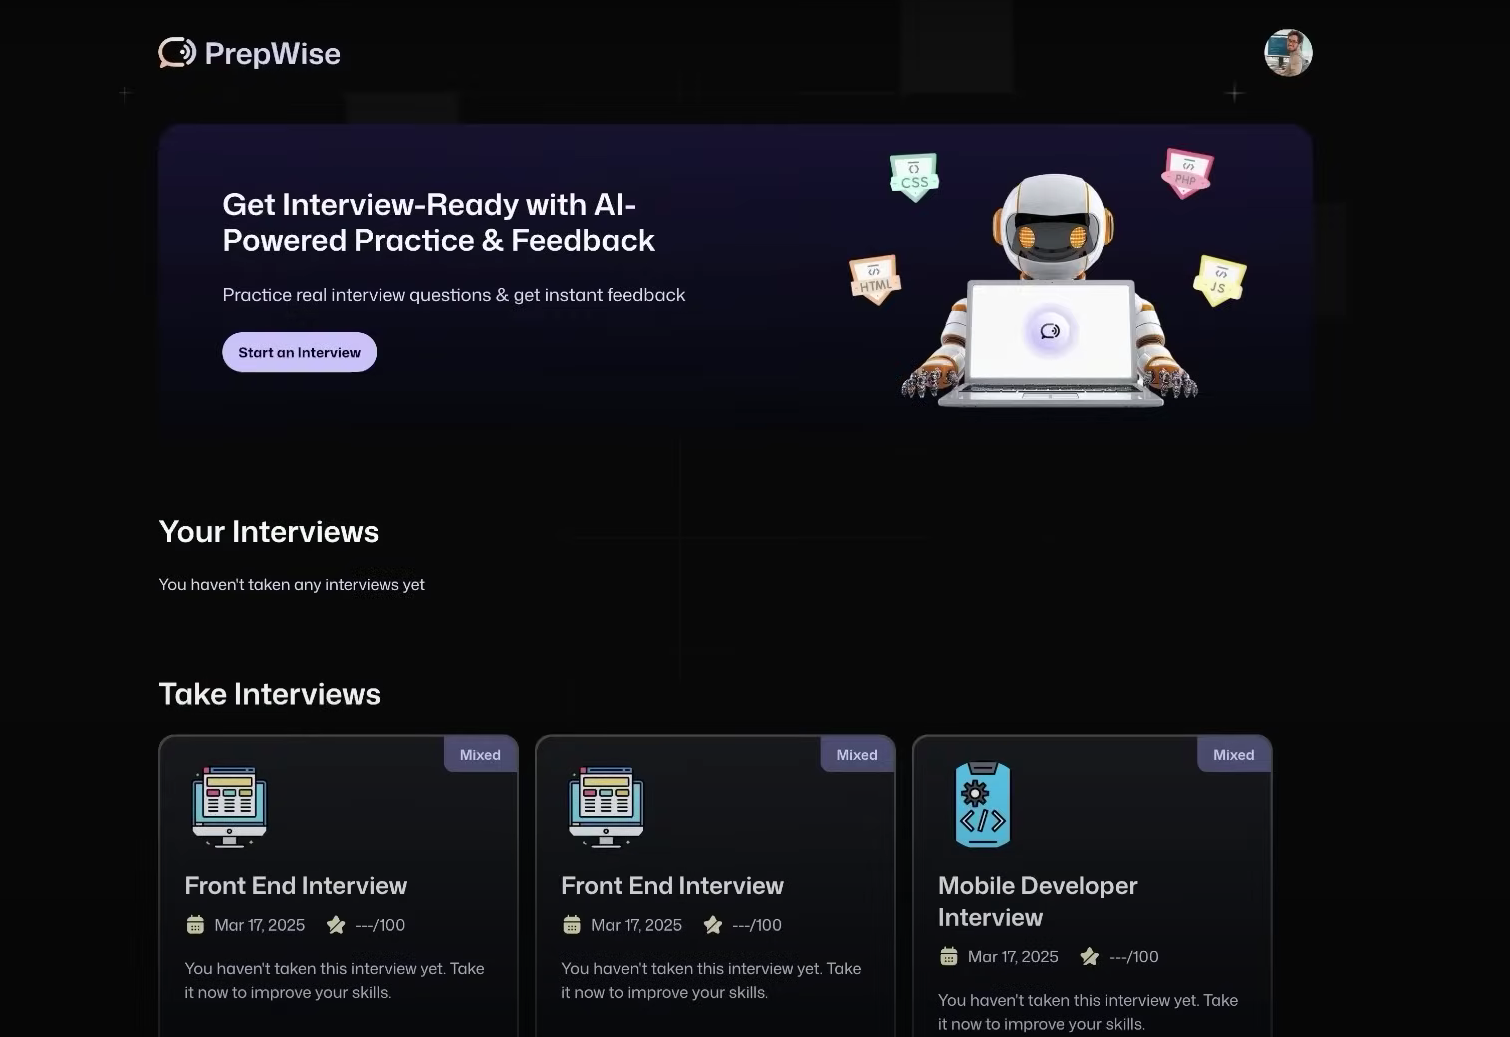 PrepWise
Get Interview-Ready with AI-
Powered Practice & Feedback
Practice real interview questions & get instant feedback
Start an Interview
CSS
PHP
HTML
JS
Your Interviews
You haven't taken any interviews yet
Take Interviews
Mixed
Front End Interview
Mar 17, 2025 ---/100
You haven't taken this interview yet. Take
it now to improve your skills.
Mixed
Front End Interview
Mar 17, 2025 ---/100
You haven't taken this interview yet. Take
it now to improve your skills.
Mixed
Mobile Developer
Interview
Mar 17, 2025 ---/100
You haven't taken this interview yet. Take
it now to improve your skills.